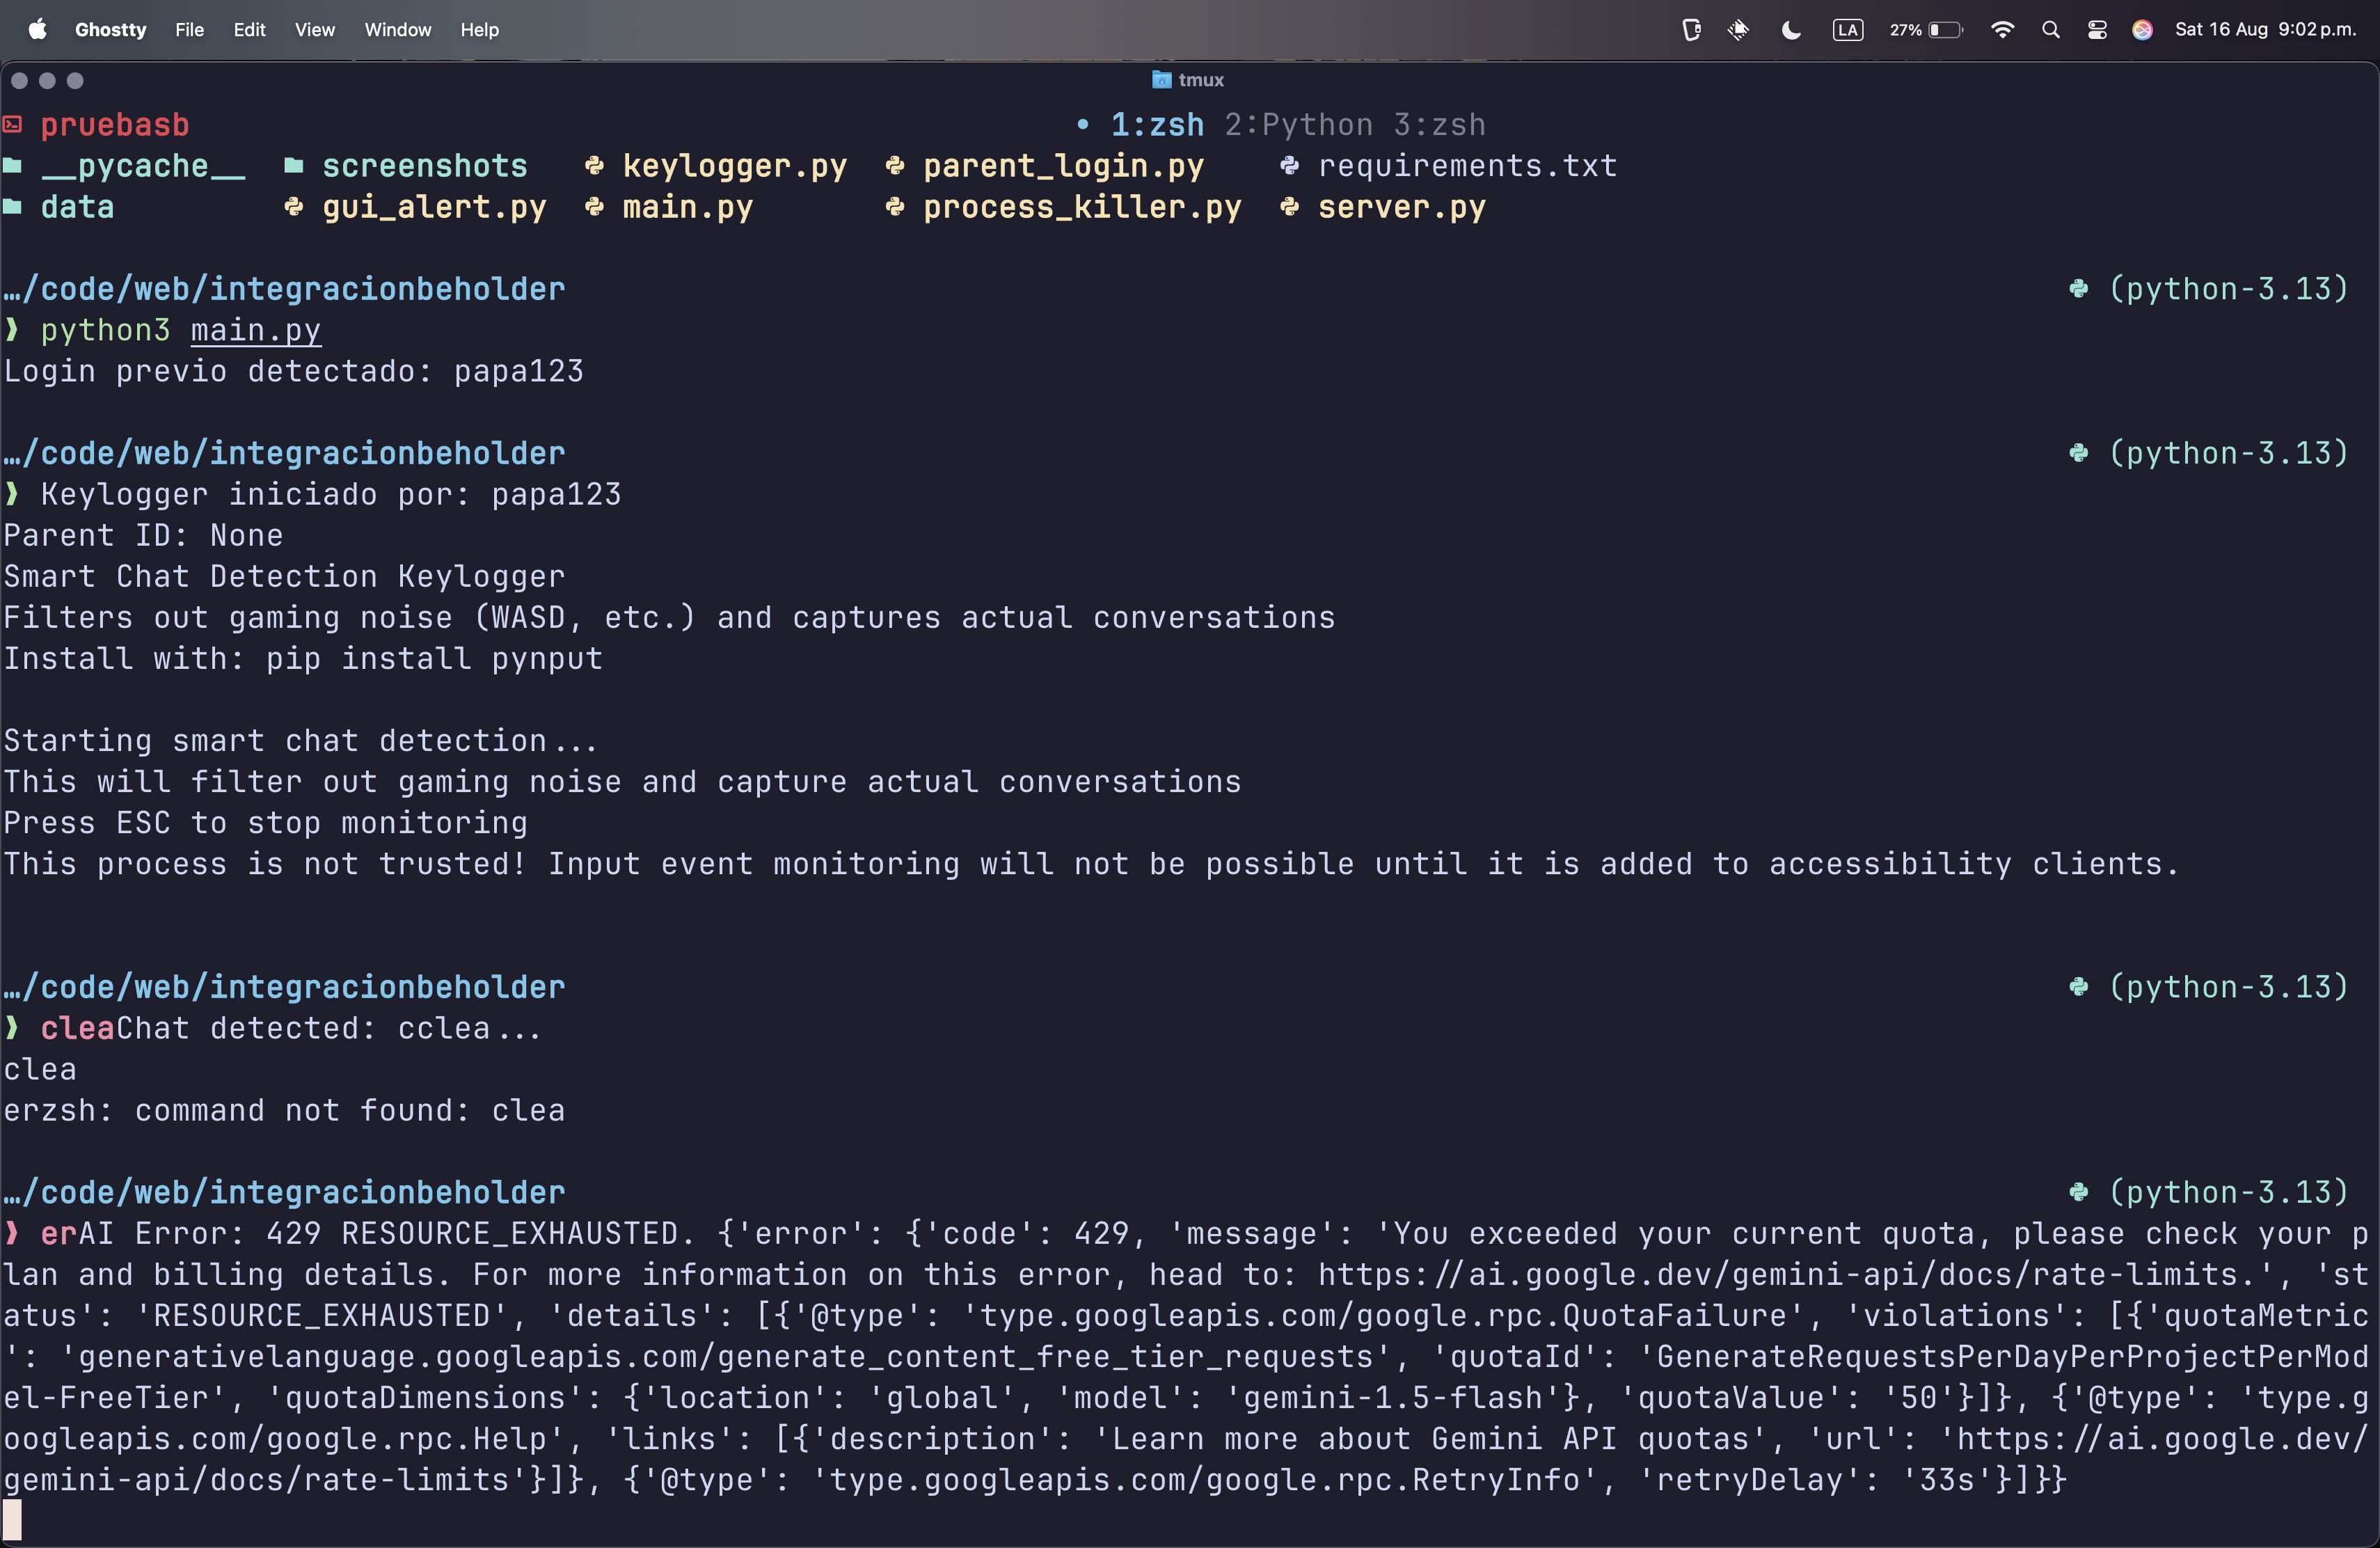 Ghostty File Edit View Window Help LA 27% Sat 16 Aug 9:02 p.m.
tmux
pruebasb • 1:zsh 2:Python 3:zsh
__pycache__ screenshots keylogger.py parent_login.py requirements.txt
data gui_alert.py main.py process_killer.py server.py
…/code/web/integracionbeholder (python-3.13)
❱ python3 main.py
Login previo detectado: papa123
…/code/web/integracionbeholder (python-3.13)
❱ Keylogger iniciado por: papa123
Parent ID: None
Smart Chat Detection Keylogger
Filters out gaming noise (WASD, etc.) and captures actual conversations
Install with: pip install pynput
Starting smart chat detection...
This will filter out gaming noise and capture actual conversations
Press ESC to stop monitoring
This process is not trusted! Input event monitoring will not be possible until it is added to accessibility clients.
…/code/web/integracionbeholder (python-3.13)
❱ cleaChat detected: cclea...
clea
erzsh: command not found: clea
…/code/web/integracionbeholder (python-3.13)
❱ erAI Error: 429 RESOURCE_EXHAUSTED. {'error': {'code': 429, 'message': 'You exceeded your current quota, please check your p
lan and billing details. For more information on this error, head to: https://ai.google.dev/gemini-api/docs/rate-limits.', 'st
atus': 'RESOURCE_EXHAUSTED', 'details': [{'@type': 'type.googleapis.com/google.rpc.QuotaFailure', 'violations': [{'quotaMetric
': 'generativelanguage.googleapis.com/generate_content_free_tier_requests', 'quotaId': 'GenerateRequestsPerDayPerProjectPerMod
el-FreeTier', 'quotaDimensions': {'location': 'global', 'model': 'gemini-1.5-flash'}, 'quotaValue': '50'}]}, {'@type': 'type.g
oogleapis.com/google.rpc.Help', 'links': [{'description': 'Learn more about Gemini API quotas', 'url': 'https://ai.google.dev/
gemini-api/docs/rate-limits'}]}, {'@type': 'type.googleapis.com/google.rpc.RetryInfo', 'retryDelay': '33s'}]}}